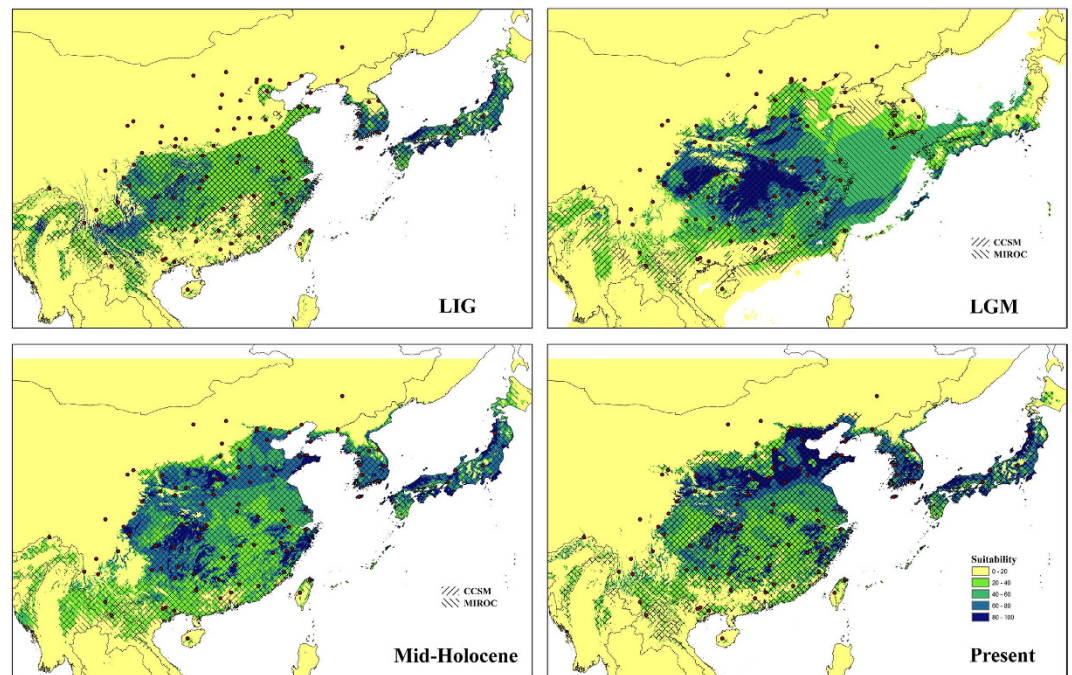 LIG
CCSM
MIROC
LGM
CCSM
MIROC
Mid-Holocene
Suitability
0 - 20
20 - 40
40 - 60
60 - 80
80 - 100
Present